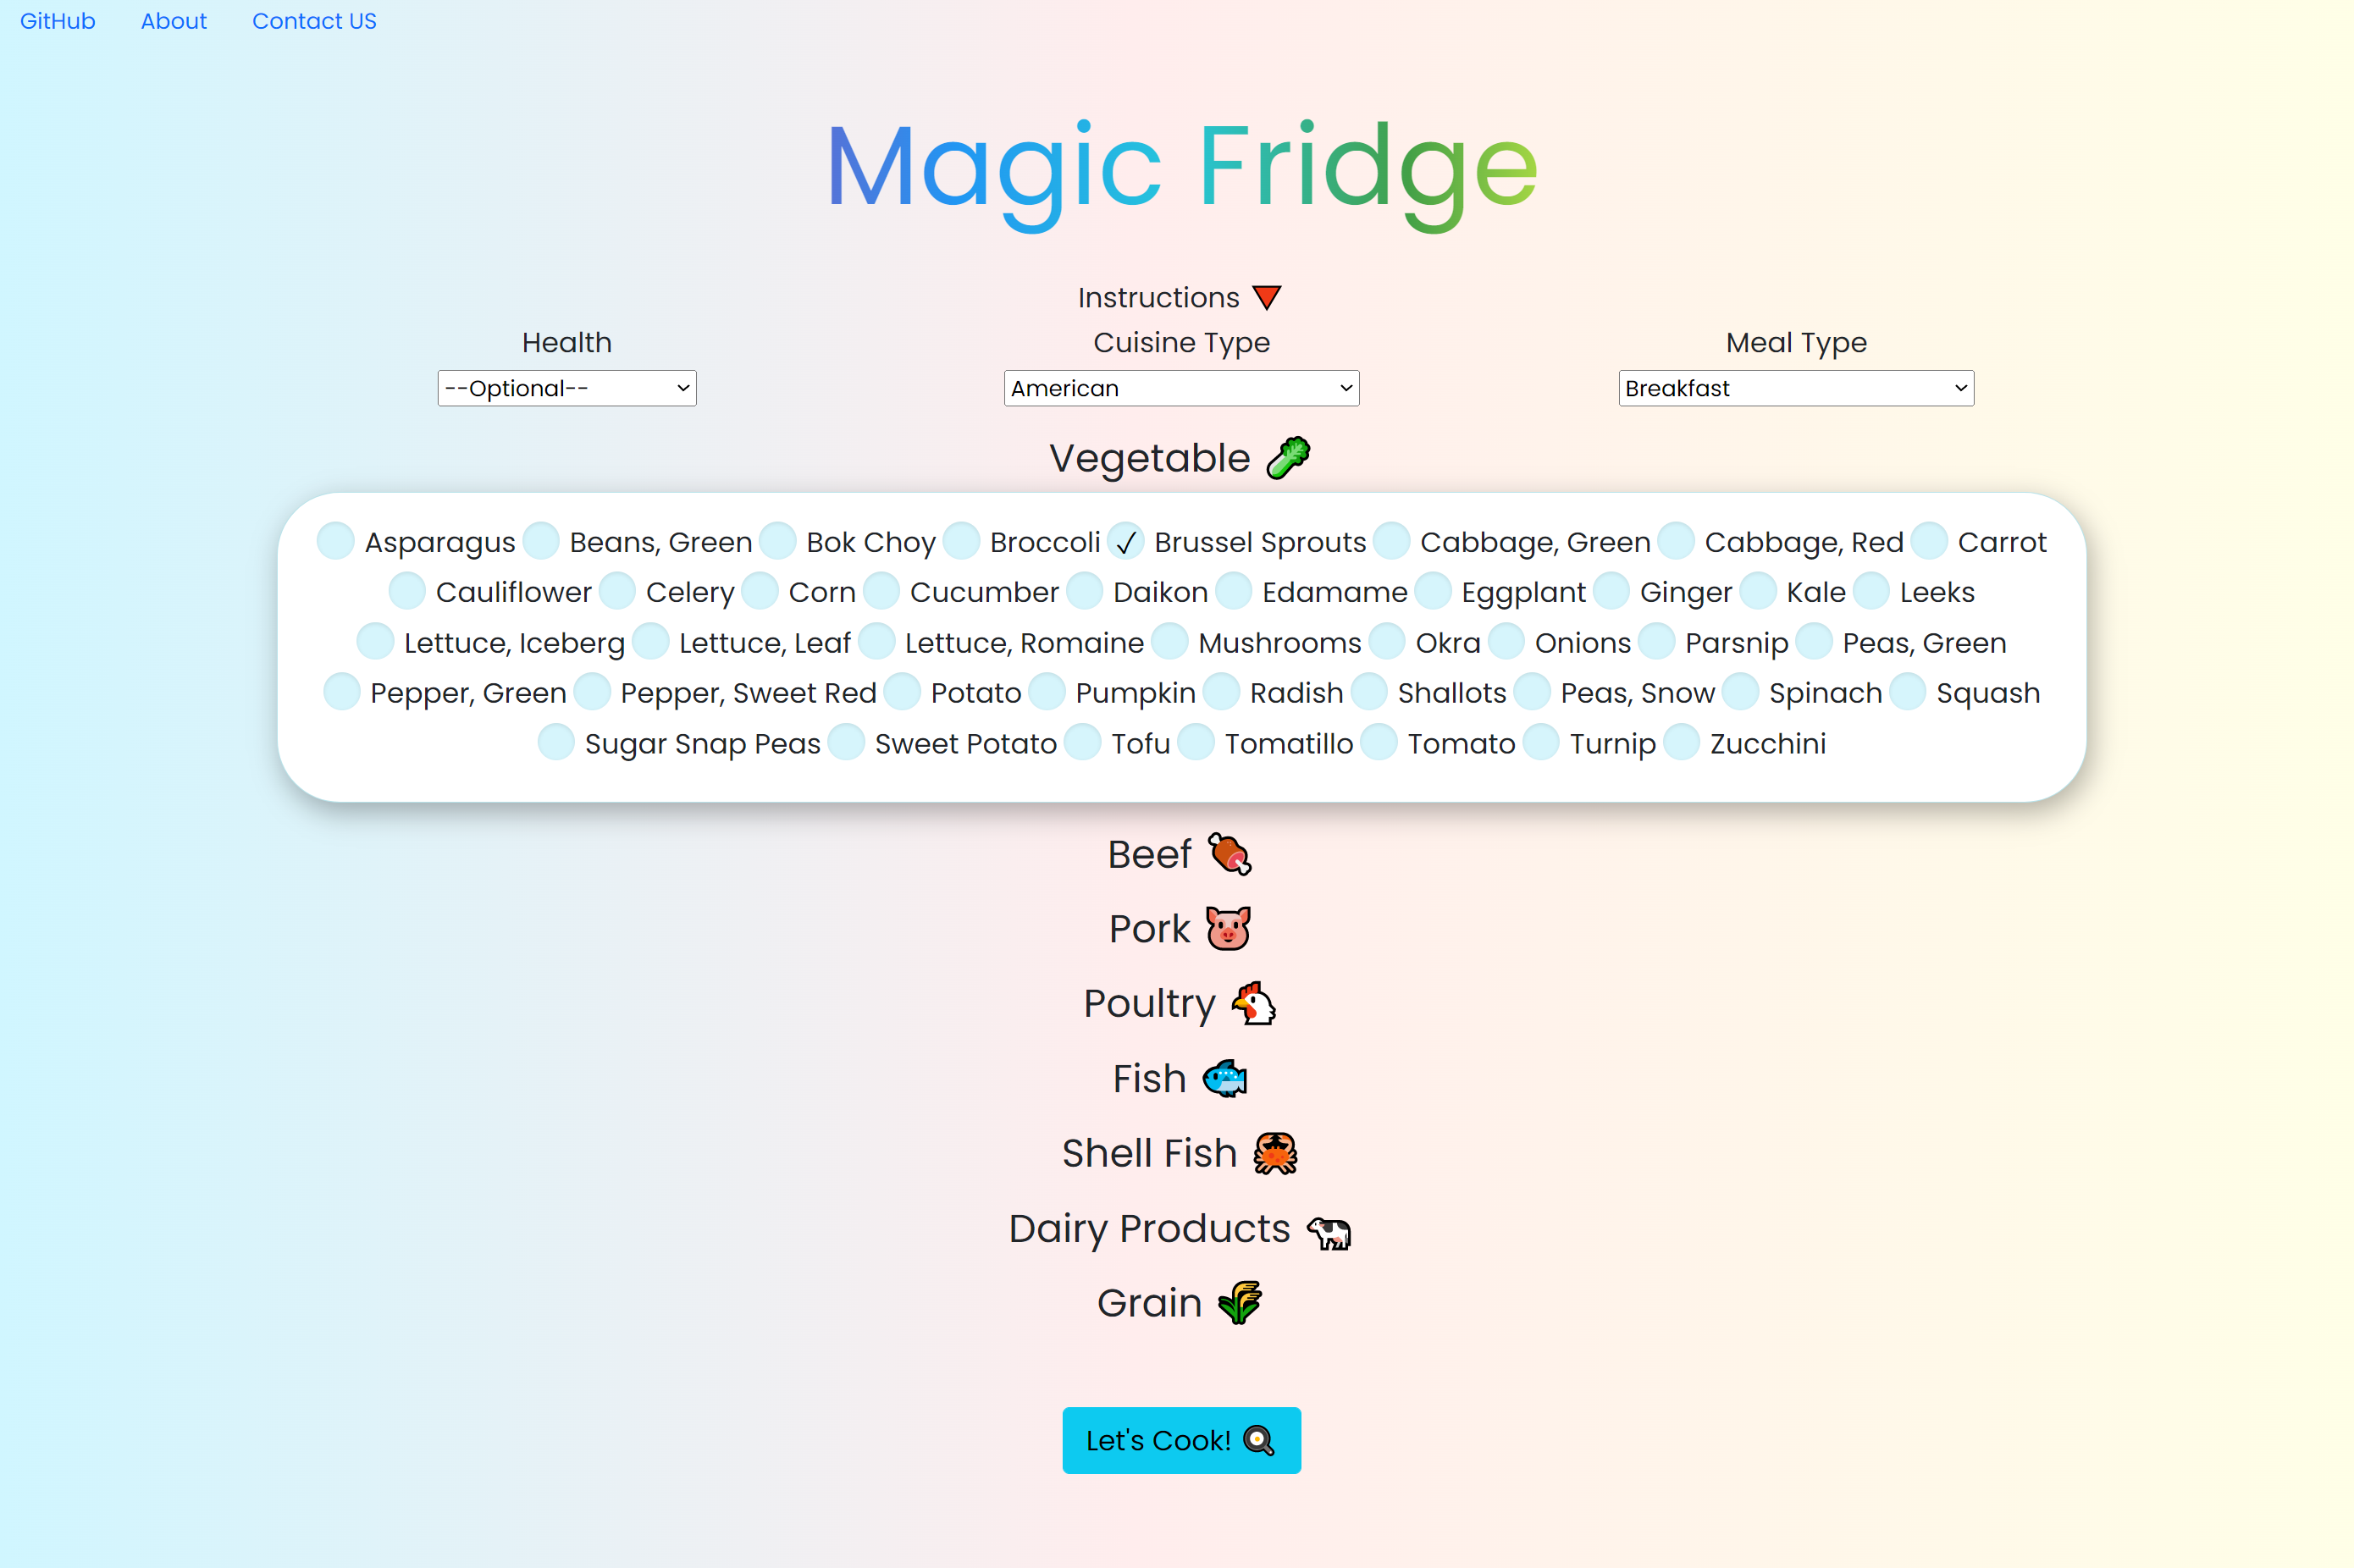 GitHub About Contact US
Magic Fridge
Instructions 🔻
Health Cuisine Type Meal Type
--Optional-- American Breakfast
Vegetable 🥬
Asparagus Beans, Green Bok Choy Broccoli ✓ Brussel Sprouts Cabbage, Green Cabbage, Red Carrot
Cauliflower Celery Corn Cucumber Daikon Edamame Eggplant Ginger Kale Leeks
Lettuce, Iceberg Lettuce, Leaf Lettuce, Romaine Mushrooms Okra Onions Parsnip Peas, Green
Pepper, Green Pepper, Sweet Red Potato Pumpkin Radish Shallots Peas, Snow Spinach Squash
Sugar Snap Peas Sweet Potato Tofu Tomatillo Tomato Turnip Zucchini
Beef 🍖
Pork 🐷
Poultry 🐔
Fish 🐟
Shell Fish 🦀
Dairy Products 🐄
Grain 🌾
Let's Cook! 🍳